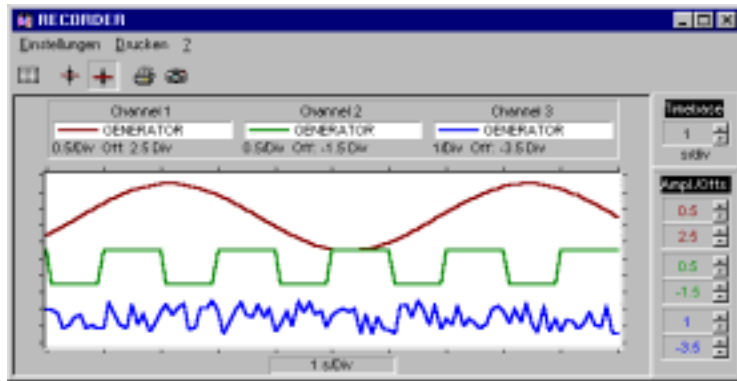 RECORDER
Einstellungen Drucken ?
Channel 1 Channel 2 Channel 3
GENERATOR GENERATOR GENERATOR
0.5/Div Off: 2.5 Div 0.5/Div Off: -1.5 Div 1/Div Off: -3.5 Div
Timebase
1
s/div
Ampl./Offs
0.5
2.5
0.5
-1.5
1
-3.5
1 s/Div